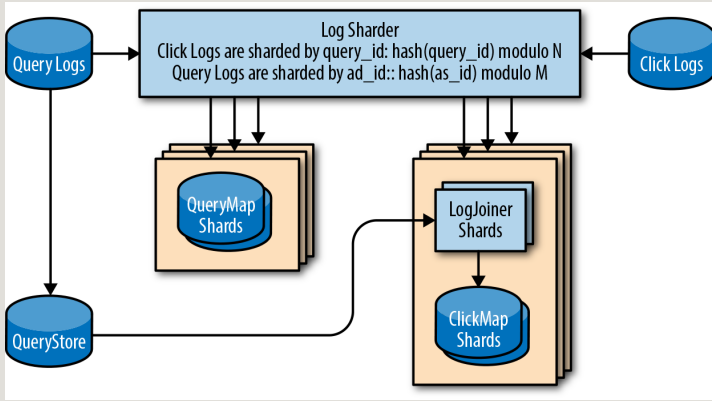 Log Sharder
Click Logs are sharded by query_id: hash(query_id) modulo N
Query Logs are sharded by ad_id:: hash(as_id) modulo M
Query Logs
Click Logs
QueryMap
Shards
LogJoiner
Shards
QueryStore
ClickMap
Shards